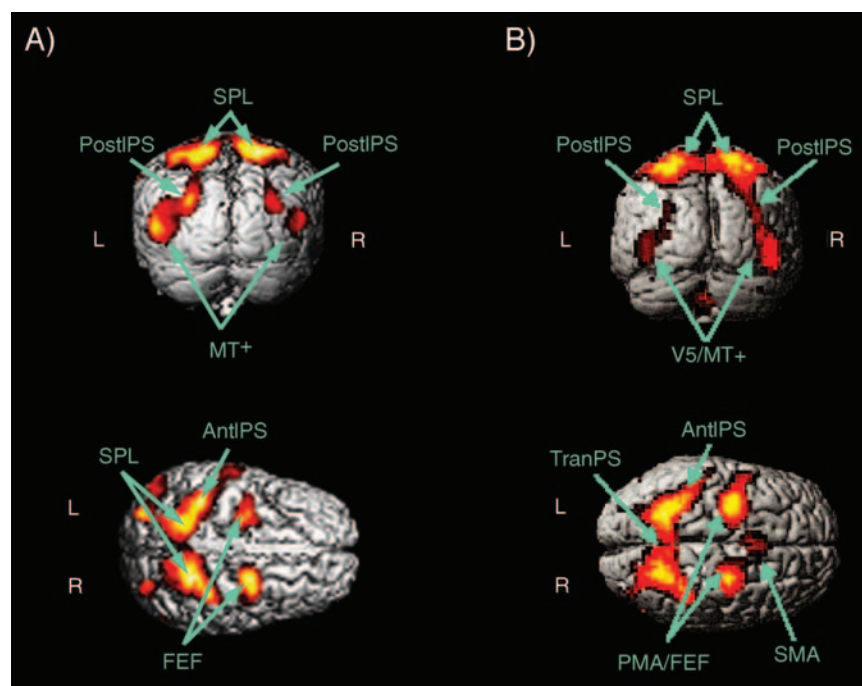 A)
SPL
PostIPS
PostIPS
L
R
MT+
AntIPS
SPL
L
R
FEF
B)
SPL
PostIPS
PostIPS
L
R
V5/MT+
AntIPS
TranPS
L
R
PMA/FEF
SMA